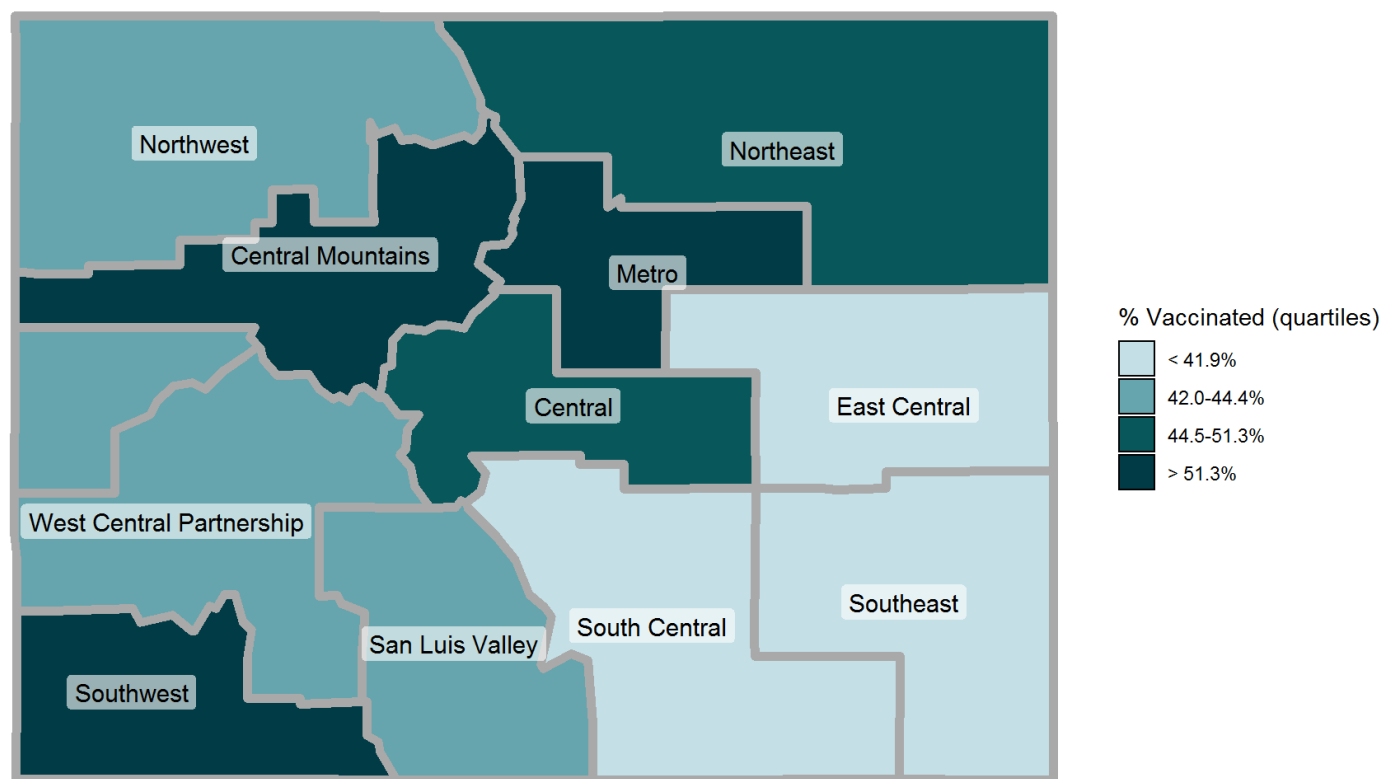 Northwest
Northeast
Central Mountains
Metro
% Vaccinated (quartiles)
< 41.9%
42.0-44.4%
44.5-51.3%
> 51.3%
Central
East Central
West Central Partnership
Southeast
South Central
San Luis Valley
Southwest